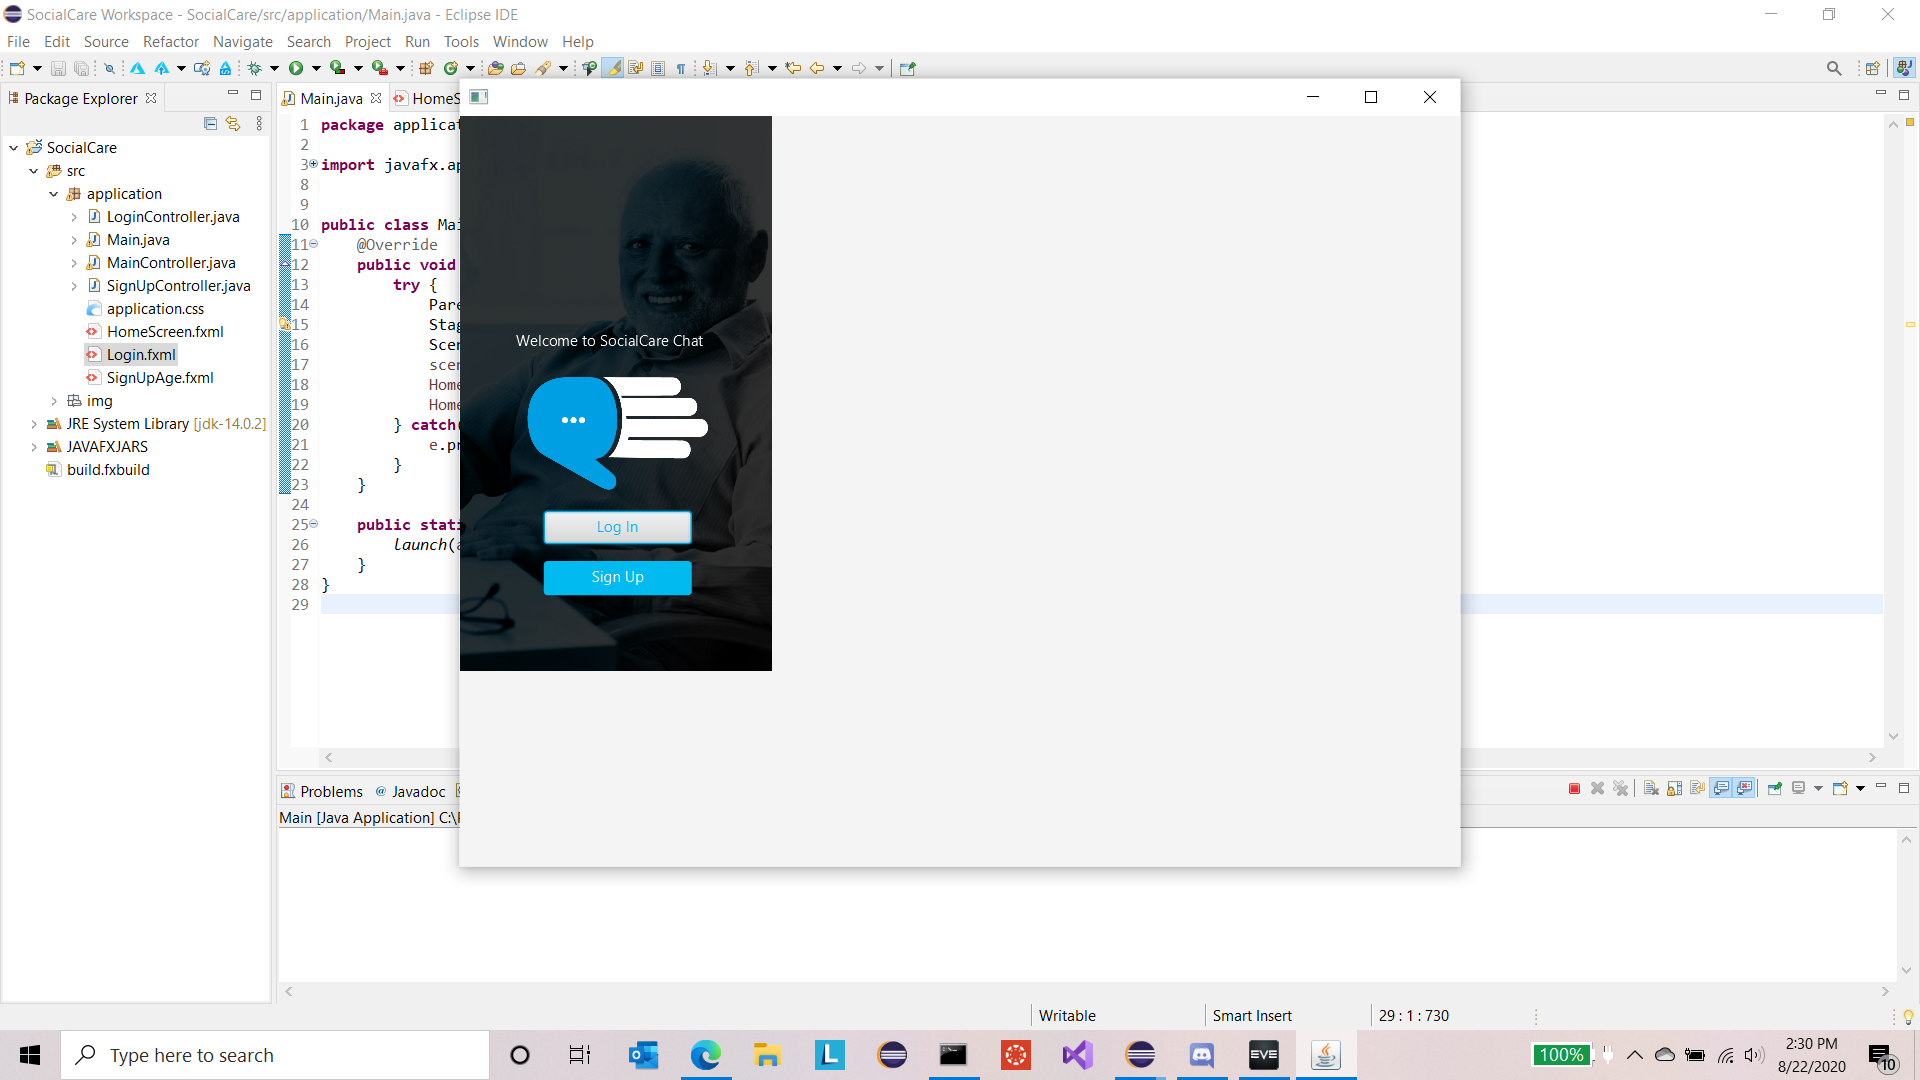 SocialCare Workspace - SocialCare/src/application/Main.java - Eclipse IDE
File Edit Source Refactor Navigate Search Project Run Tools Window Help
Package Explorer
SocialCare
src
application
LoginController.java
Main.java
MainController.java
SignUpController.java
application.css
HomeScreen.fxml
Login.fxml
SignUpAge.fxml
img
JRE System Library [jdk-14.0.2]
JAVAFXJARS
build.fxbuild
Main.java HomeS
1 package applicat
2
3 import javafx.ap
8
9
10 public class Mai
11 @Override
12 public void
13 try {
14 Pare
15 Stag
16 Scen
17 scen
18 Home
19 Home
20 } catch(
21 e.pr
22 }
23 }
24
25 public stati
26 launch(a
27 }
28 }
29
Welcome to SocialCare Chat
Log In
Sign Up
Problems @ Javadoc
Main [Java Application] C:\P
Writable Smart Insert 29 : 1 : 730
Type here to search
L
EVE
100%
2:30 PM
8/22/2020
10